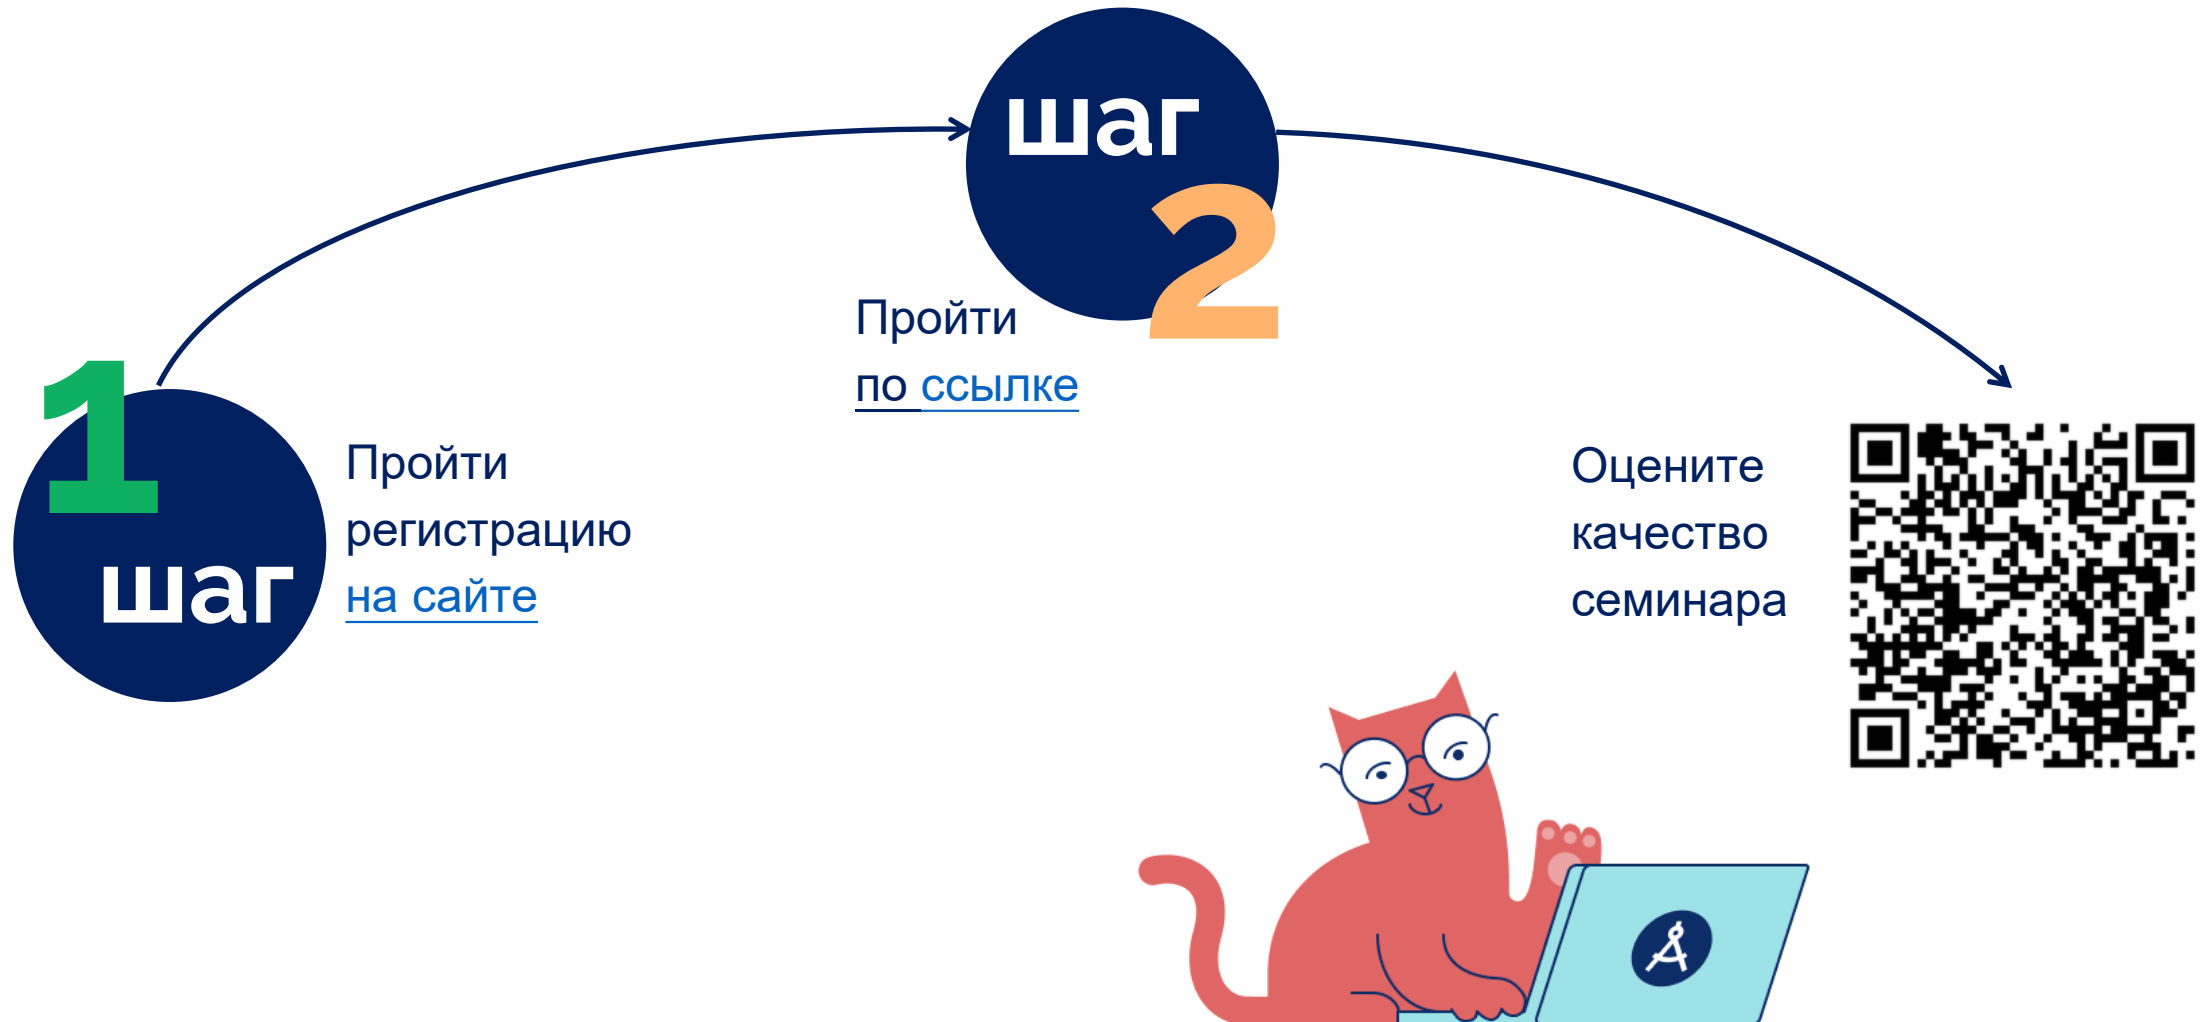 1
шаг
Пройти
регистрацию
на сайте
шаг
2
Пройти
по ссылке
Оцените
качество
семинара